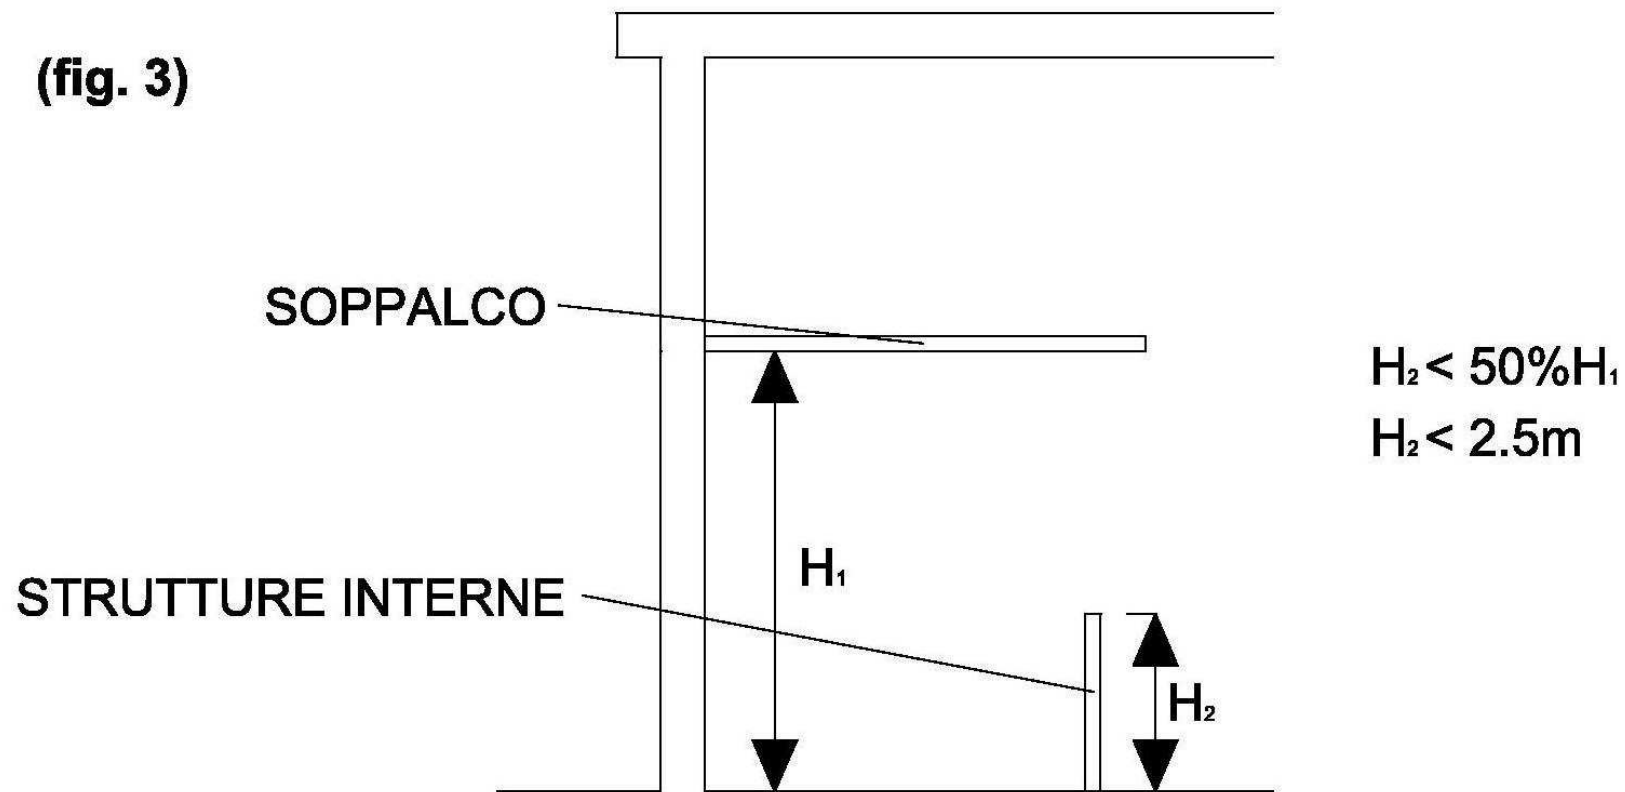 (fig. 3)
SOPPALCO
H₂ < 50%H₁
H₂ < 2.5m
H₁
STRUTTURE INTERNE
H₂